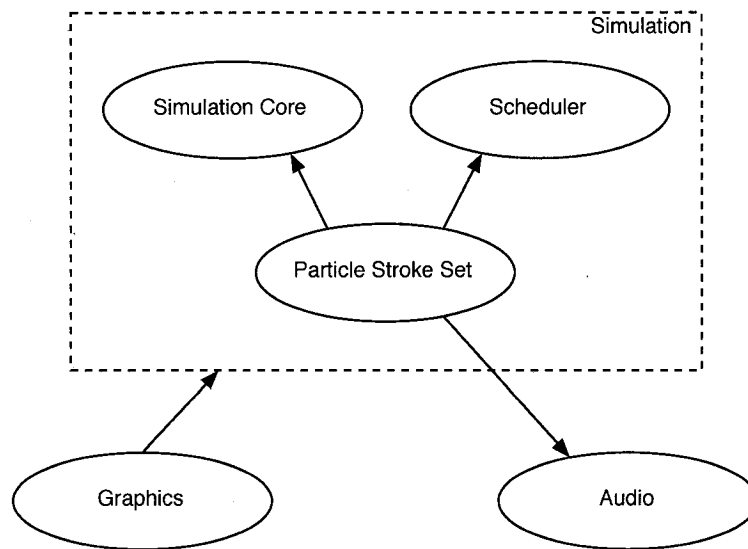 Simulation
Simulation Core
Scheduler
Particle Stroke Set
Graphics
Audio